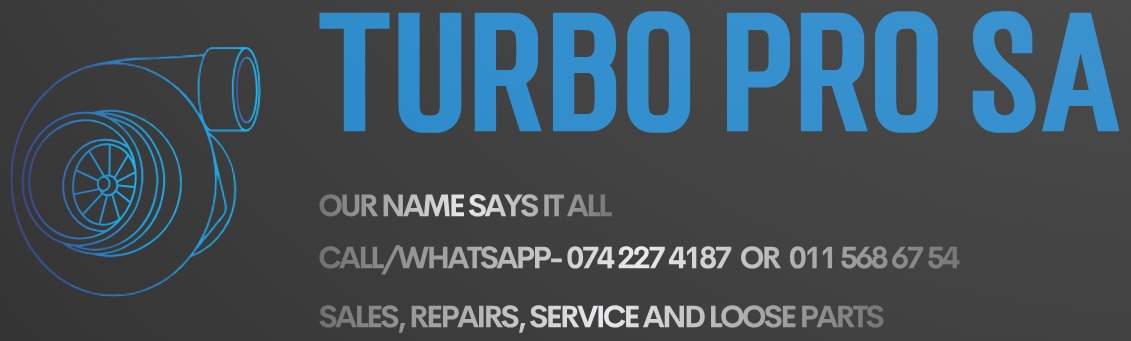 TURBO PRO SA
OUR NAME SAYS IT ALL
CALL/WHATSAPP- 074 227 4187 OR 011 568 67 54
SALES, REPAIRS, SERVICE AND LOOSE PARTS